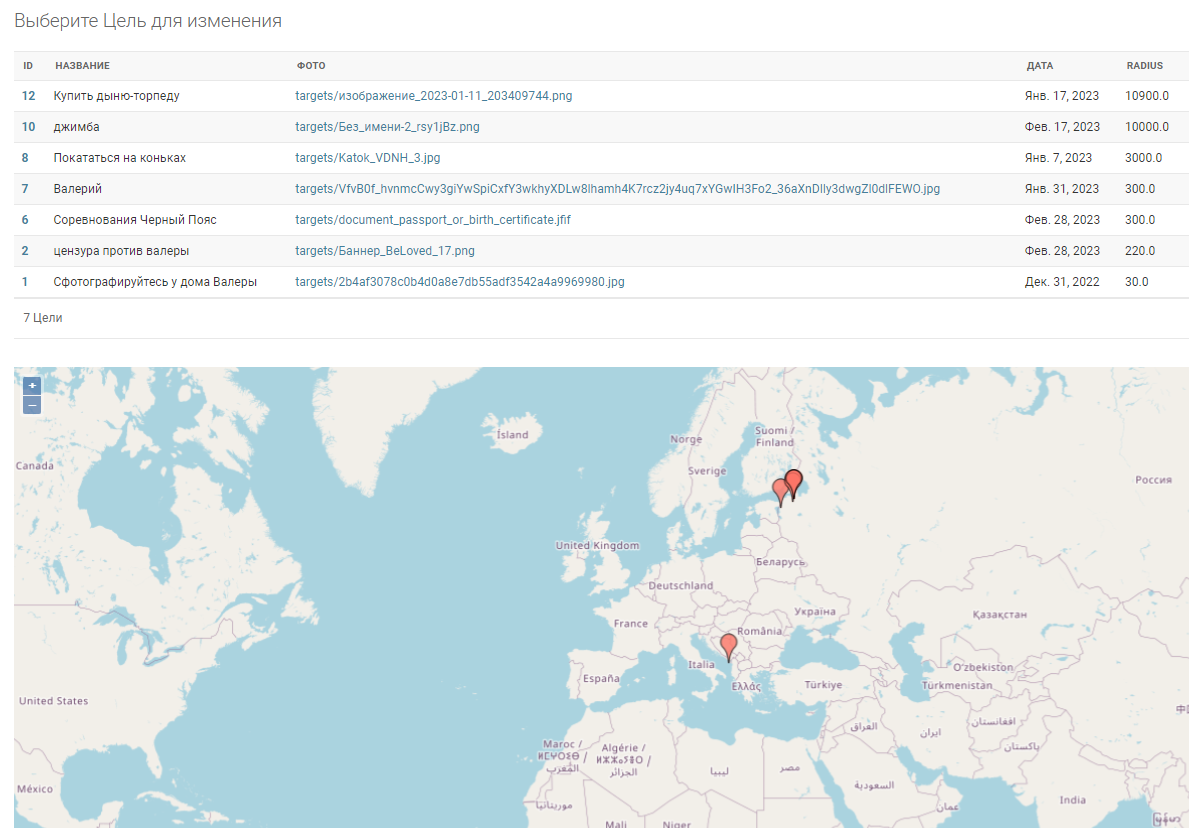 Выберите Цель для изменения
ID НАЗВАНИЕ ФОТО ДАТА RADIUS
12 Купить дыню-торпеду targets/изображение_2023-01-11_203409744.png Янв. 17, 2023 10900.0
10 джимба targets/Без_имени-2_rsy1jBz.png Фев. 17, 2023 10000.0
8 Покататься на коньках targets/Katok_VDNH_3.jpg Янв. 7, 2023 3000.0
7 Валерий Янв. 31, 2023 300.0
6 Соревнования Черный Пояс targets/document_passport_or_birth_certificate.jfif Фев. 28, 2023 300.0
2 цензура против валеры targets/Баннер_BeLoved_17.png Фев. 28, 2023 220.0
1 Сфотографируйтесь у дома Валеры targets/2b4af3078c0b4d0a8e7db55adf3542a4a9969980.jpg Дек. 31, 2022 30.0
7 Цели
+
−
Ísland
Suomi /
Finland
Norge
Canada
Sverige
Россия
United Kingdom
Беларусь
Deutschland
Україна
Қазақстан
France
România
Italia
O'zbekiston
España
Ελλάς
Türkiye
Türkmenistan
United States
افغانستان
العراق
ایران
Maroc /
ⵍⵎⵖⵔⵉⴱ /
المغرب
Algérie /
ⵍⵣⵣⴰⵢⴻⵔ /
الجزائر
پاکستان
ليبيا
مصر
السعودية
México
India
موريتانيا
عمان
Mali
Niger